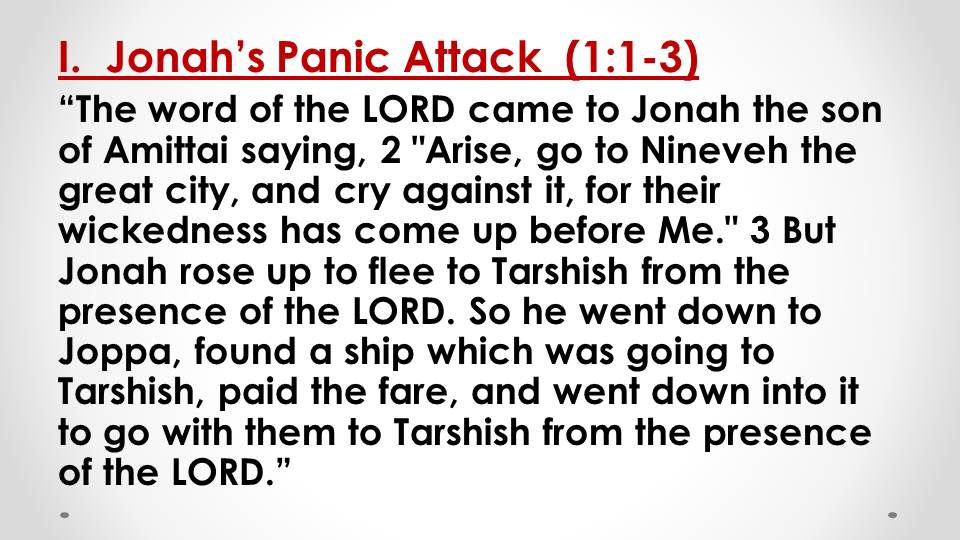 I.  Jonah’s Panic Attack  (1:1-3)
“The word of the LORD came to Jonah the son
of Amittai saying, 2 "Arise, go to Nineveh the
great city, and cry against it, for their
wickedness has come up before Me." 3 But
Jonah rose up to flee to Tarshish from the
presence of the LORD. So he went down to
Joppa, found a ship which was going to
Tarshish, paid the fare, and went down into it
to go with them to Tarshish from the presence
of the LORD.”